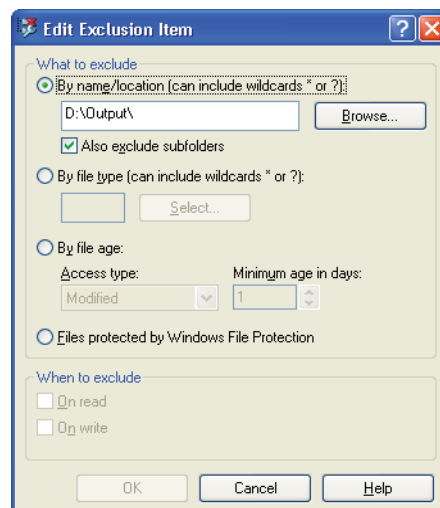 Edit Exclusion Item
What to exclude
By name/location (can include wildcards * or ?):
D:\Output\
Browse...
Also exclude subfolders
By file type (can include wildcards * or ?):
Select...
By file age:
Access type:
Minimum age in days:
Modified
1
Files protected by Windows File Protection
When to exclude
On read
On write
OK
Cancel
Help